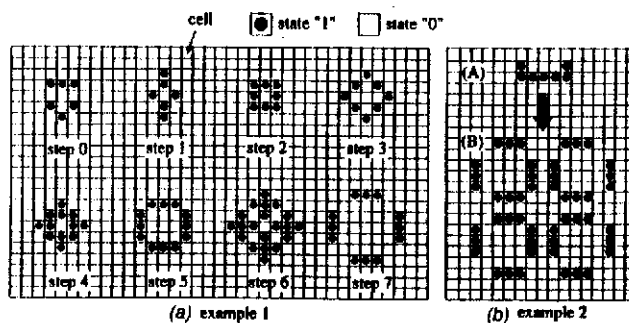 cell
state "1"
state "0"
step 0
step 1
step 2
step 3
step 4
step 5
step 6
step 7
(A)
(B)
(a) example 1
(b) example 2